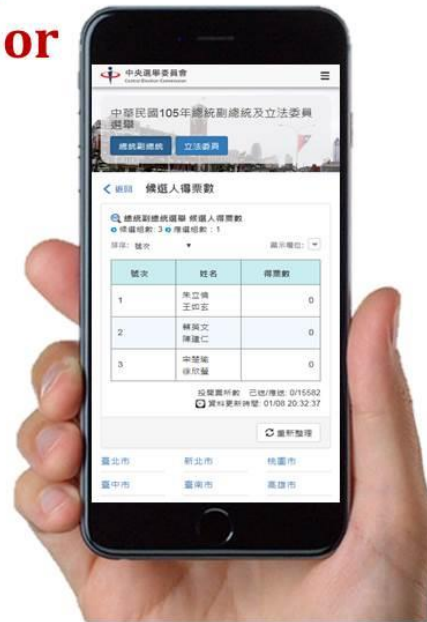 or
中央選舉委員會
Central Election Commission
中華民國105年總統副總統及立法委員
選舉
總統副總統 立法委員
返回 候選人得票數
總統副總統選舉 候選人得票數
候選組數: 3 應選組數: 1
排序: 號次 ▼ 顯示欄位:
號次 姓名 得票數
1 朱立倫 王如玄 0
2 蔡英文 陳建仁 0
3 宋楚瑜 徐欣瑩 0
投開票所數 已送/應送: 0/15582
資料更新時間: 01/08 20:32:37
重新整理
臺北市 新北市 桃園市
臺中市 臺南市 高雄市